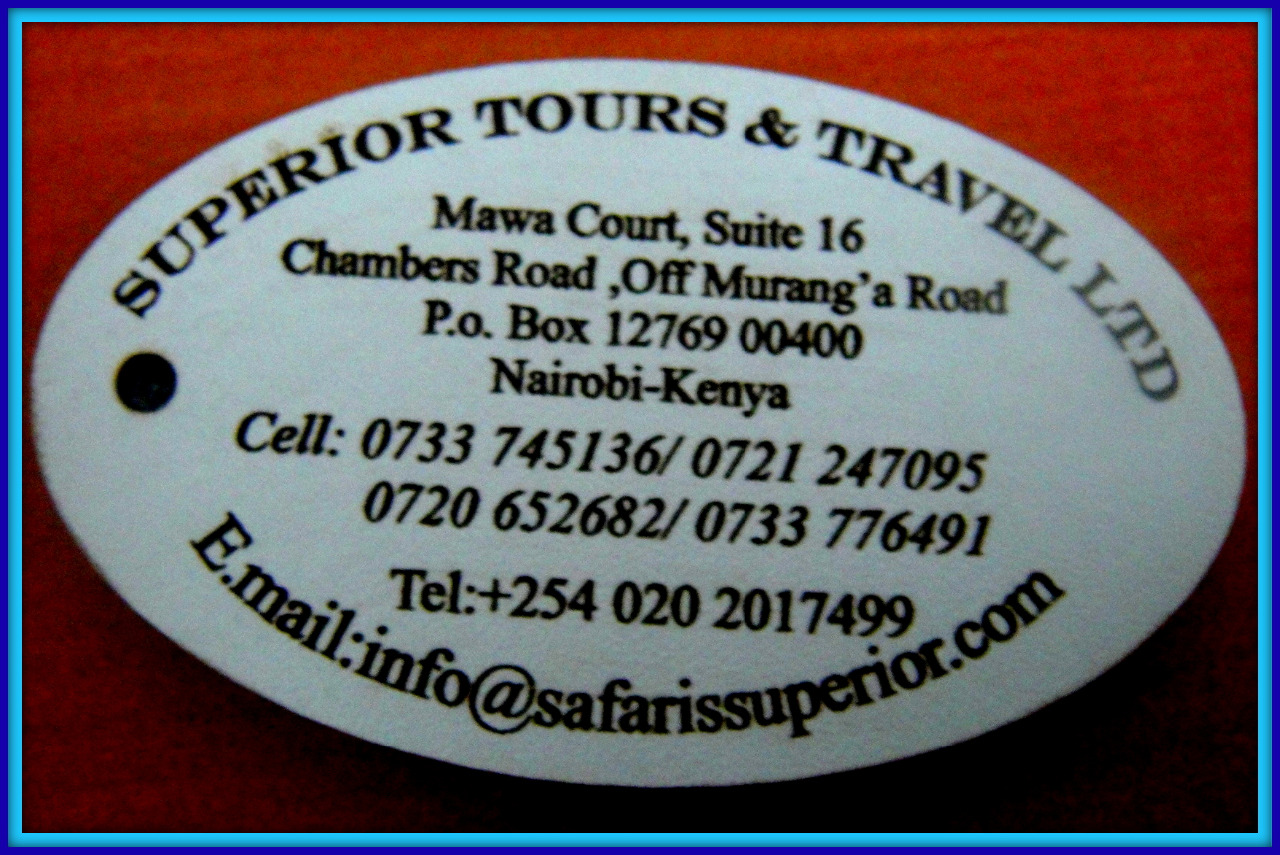 SUPERIOR TOURS & TRAVEL LTD
Mawa Court, Suite 16
Chambers Road ,Off Murang'a Road
P.o. Box 12769 00400
Nairobi-Kenya
Cell: 0733 745136/ 0721 247095
0720 652682/ 0733 776491
Tel:+254 020 2017499
E.mail:info@safarissuperior.com